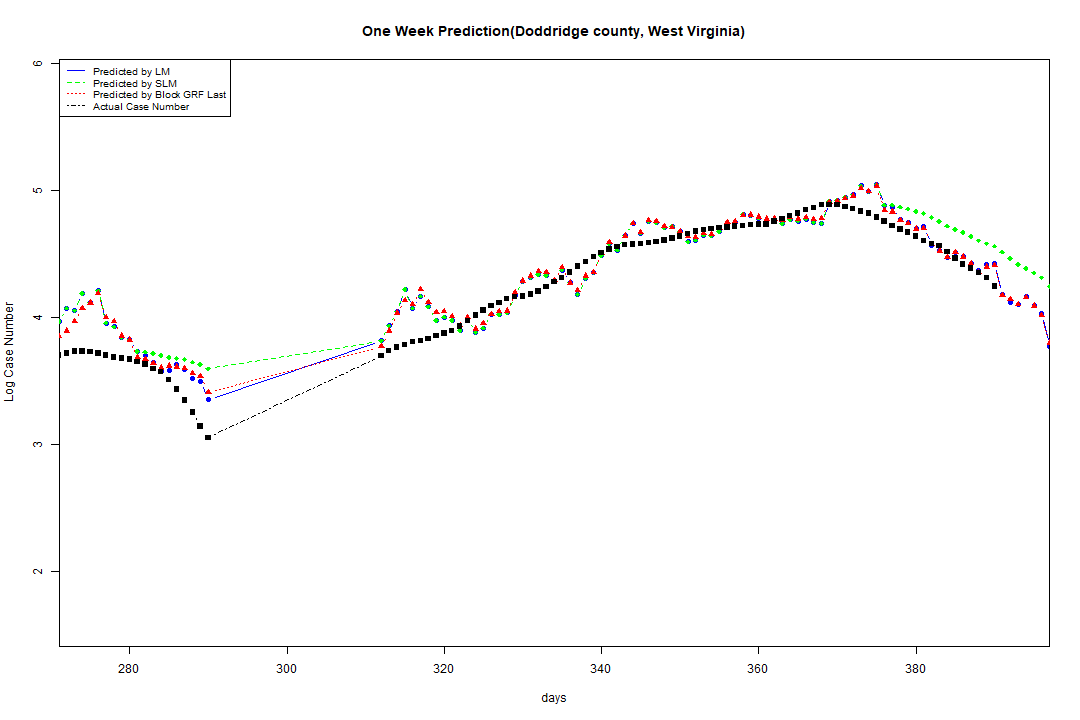 One Week Prediction(Doddridge county, West Virginia)
Predicted by LM
Predicted by SLM
Predicted by Block GRF Last
Actual Case Number
Log Case Number
6
5
4
3
2
280 300 320 340 360 380
days